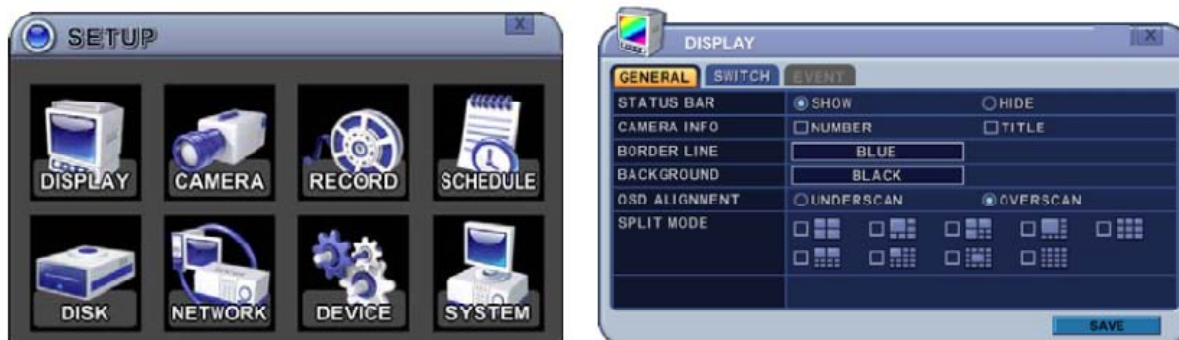 SETUP
X
DISPLAY CAMERA RECORD SCHEDULE
DISK NETWORK DEVICE SYSTEM
DISPLAY
X
GENERAL SWITCH EVENT
STATUS BAR SHOW HIDE
CAMERA INFO NUMBER TITLE
BORDER LINE BLUE
BACKGROUND BLACK
OSD ALIGNMENT UNDERSCAN OVERSCAN
SPLIT MODE
SAVE